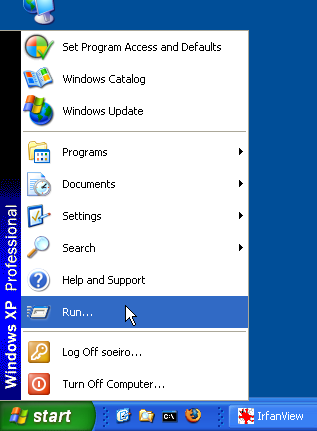 Set Program Access and Defaults
Windows Catalog
Windows Update
Programs
Documents
Settings
Search
Help and Support
Run...
Log Off soeiro...
Turn Off Computer...
Windows XP Professional
start
C:\
IrfanView